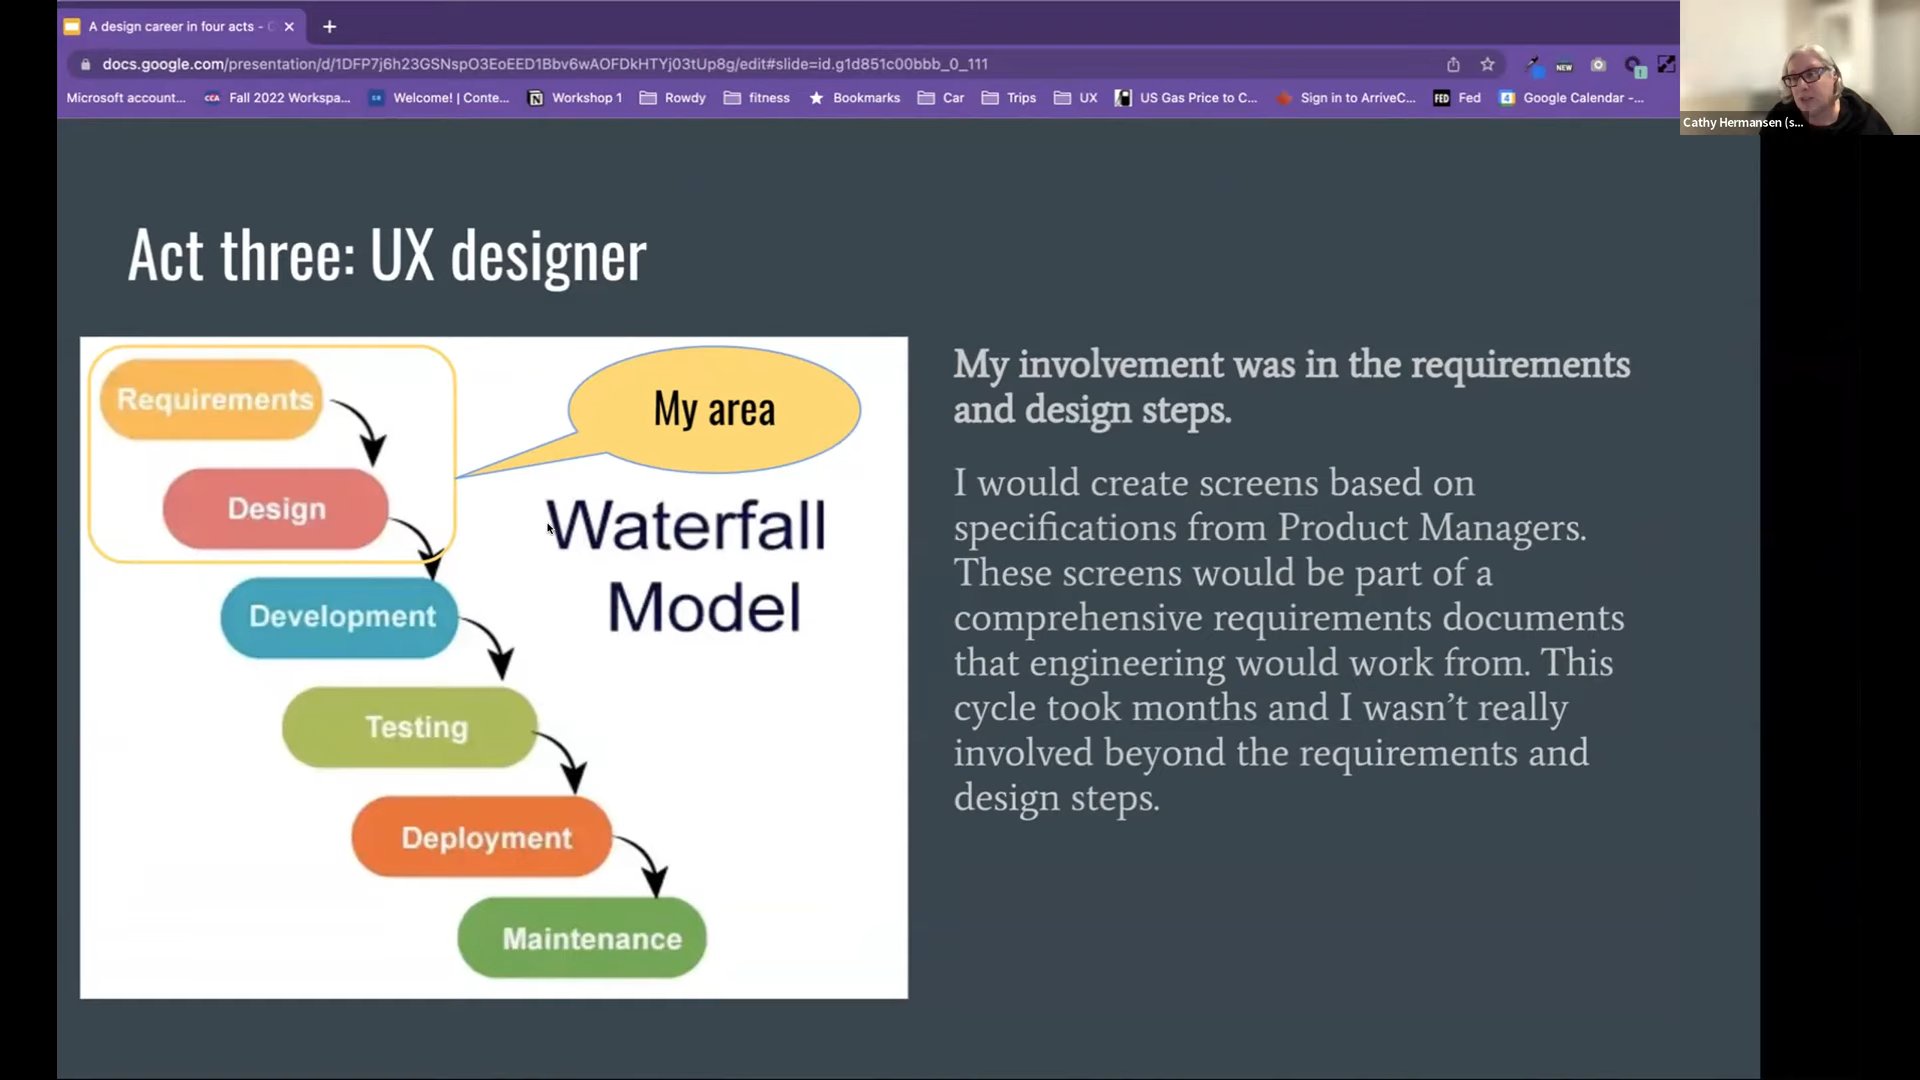 A design career in four acts - G
docs.google.com/presentation/d/1DFP7j6h23GSNspO3EoEED1Bbv6wAOFDkHTYj03tUp8g/edit#slide=id.g1d851c00bbb_0_111
NEW
Microsoft account...
CCA
Fall 2022 Workspa...
Welcome! | Conte...
Workshop 1
Rowdy
fitness
Bookmarks
Car
Trips
UX
US Gas Price to C...
Sign in to ArriveC...
FED
Fed
4
Google Calendar -...
Cathy Hermansen (s...
Act three: UX designer
Requirements
Design
Development
Testing
Deployment
Maintenance
My area
Waterfall
Model
My involvement was in the requirements
and design steps.
I would create screens based on
specifications from Product Managers.
These screens would be part of a
comprehensive requirements documents
that engineering would work from. This
cycle took months and I wasn’t really
involved beyond the requirements and
design steps.